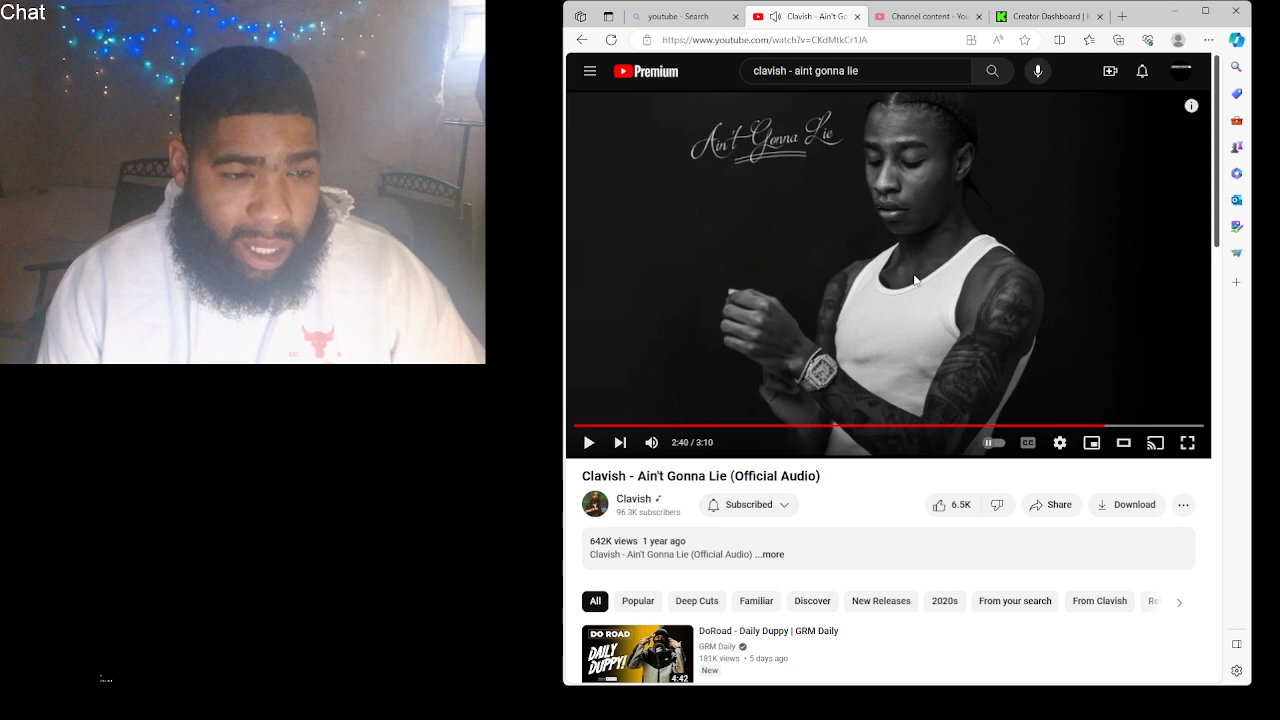 Chat
youtube - Search
Clavish - Ain't Go
Channel content - You
Creator Dashboard | K
https://www.youtube.com/watch?v=CKdMtkCr1JA
Premium
clavish - aint gonna lie
Ain't Gonna Lie
2:40 / 3:10
CC
Clavish - Ain't Gonna Lie (Official Audio)
Clavish
96.3K subscribers
Subscribed
6.5K
Share
Download
642K views 1 year ago
Clavish - Ain't Gonna Lie (Official Audio) ...more
All
Popular
Deep Cuts
Familiar
Discover
New Releases
2020s
From your search
From Clavish
Re
DO ROAD
DAILY
DUPPY!
4:42
DoRoad - Daily Duppy | GRM Daily
GRM Daily
181K views • 5 days ago
New